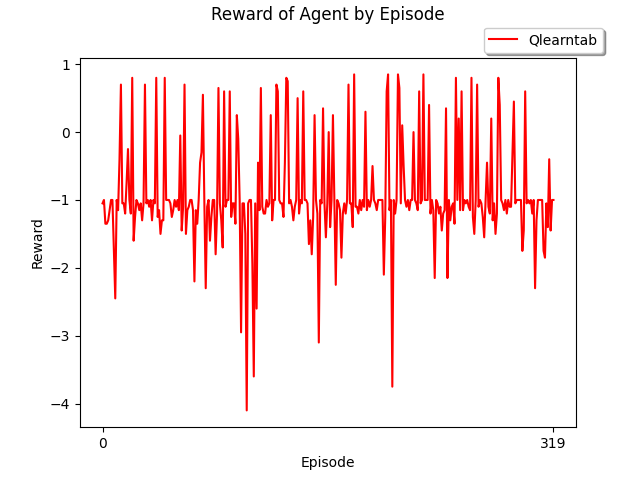 Reward of Agent by Episode
Qlearntab
1
0
−1
−2
−3
−4
Reward
0
319
Episode